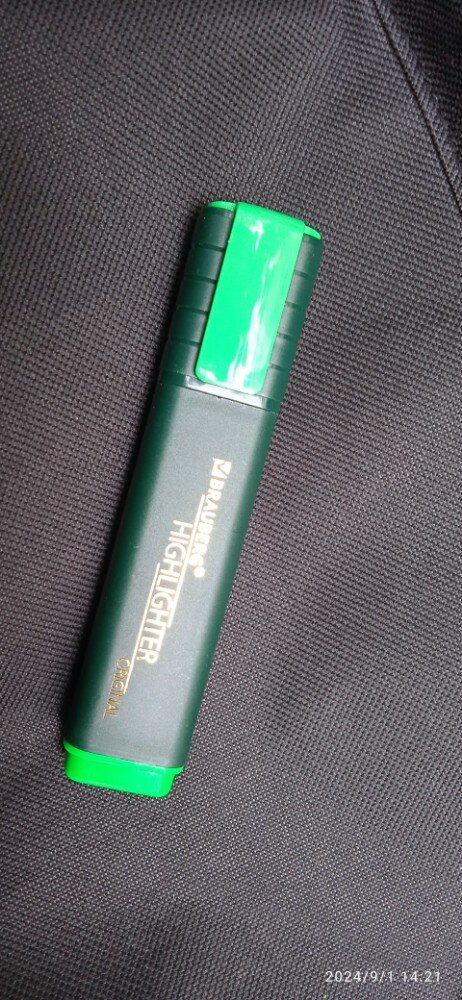 BRAUBERG®
HIGHLIGHTER
ORIGINAL
2024/9/1 14:21